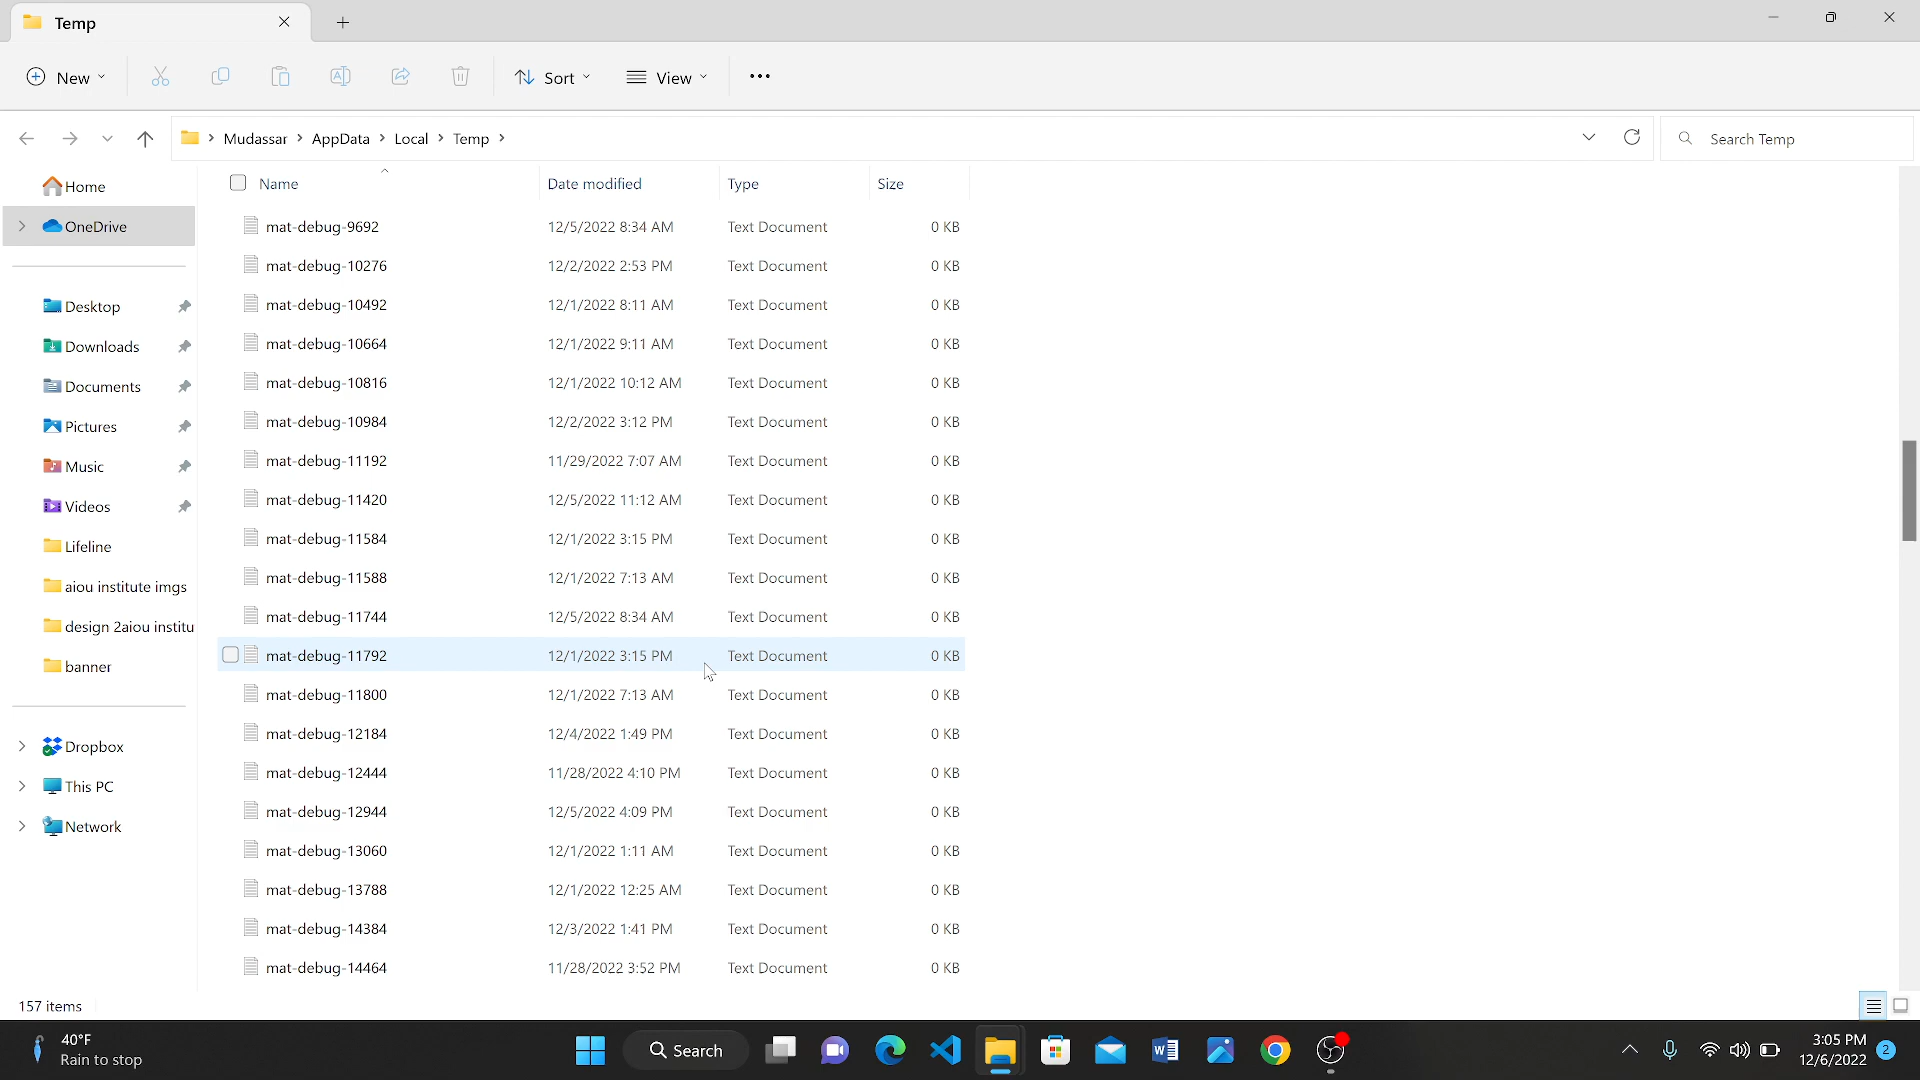 Temp
New
Sort
View
Mudassar
AppData
Local
Temp
Search Temp
Home
OneDrive
Desktop
Downloads
Documents
Pictures
Music
Videos
Lifeline
aiou institute imgs
design 2aiou institu
banner
Dropbox
This PC
Network
Name Date modified Type Size
mat-debug-9692 12/5/2022 8:34 AM Text Document 0 KB
mat-debug-10276 12/2/2022 2:53 PM Text Document 0 KB
mat-debug-10492 12/1/2022 8:11 AM Text Document 0 KB
mat-debug-10664 12/1/2022 9:11 AM Text Document 0 KB
mat-debug-10816 12/1/2022 10:12 AM Text Document 0 KB
mat-debug-10984 12/2/2022 3:12 PM Text Document 0 KB
mat-debug-11192 11/29/2022 7:07 AM Text Document 0 KB
mat-debug-11420 12/5/2022 11:12 AM Text Document 0 KB
mat-debug-11584 12/1/2022 3:15 PM Text Document 0 KB
mat-debug-11588 12/1/2022 7:13 AM Text Document 0 KB
mat-debug-11744 12/5/2022 8:34 AM Text Document 0 KB
mat-debug-11792 12/1/2022 3:15 PM Text Document 0 KB
mat-debug-11800 12/1/2022 7:13 AM Text Document 0 KB
mat-debug-12184 12/4/2022 1:49 PM Text Document 0 KB
mat-debug-12444 11/28/2022 4:10 PM Text Document 0 KB
mat-debug-12944 12/5/2022 4:09 PM Text Document 0 KB
mat-debug-13060 12/1/2022 1:11 AM Text Document 0 KB
mat-debug-13788 12/1/2022 12:25 AM Text Document 0 KB
mat-debug-14384 12/3/2022 1:41 PM Text Document 0 KB
mat-debug-14464 11/28/2022 3:52 PM Text Document 0 KB
157 items
40°F
Rain to stop
Search
3:05 PM
12/6/2022
2